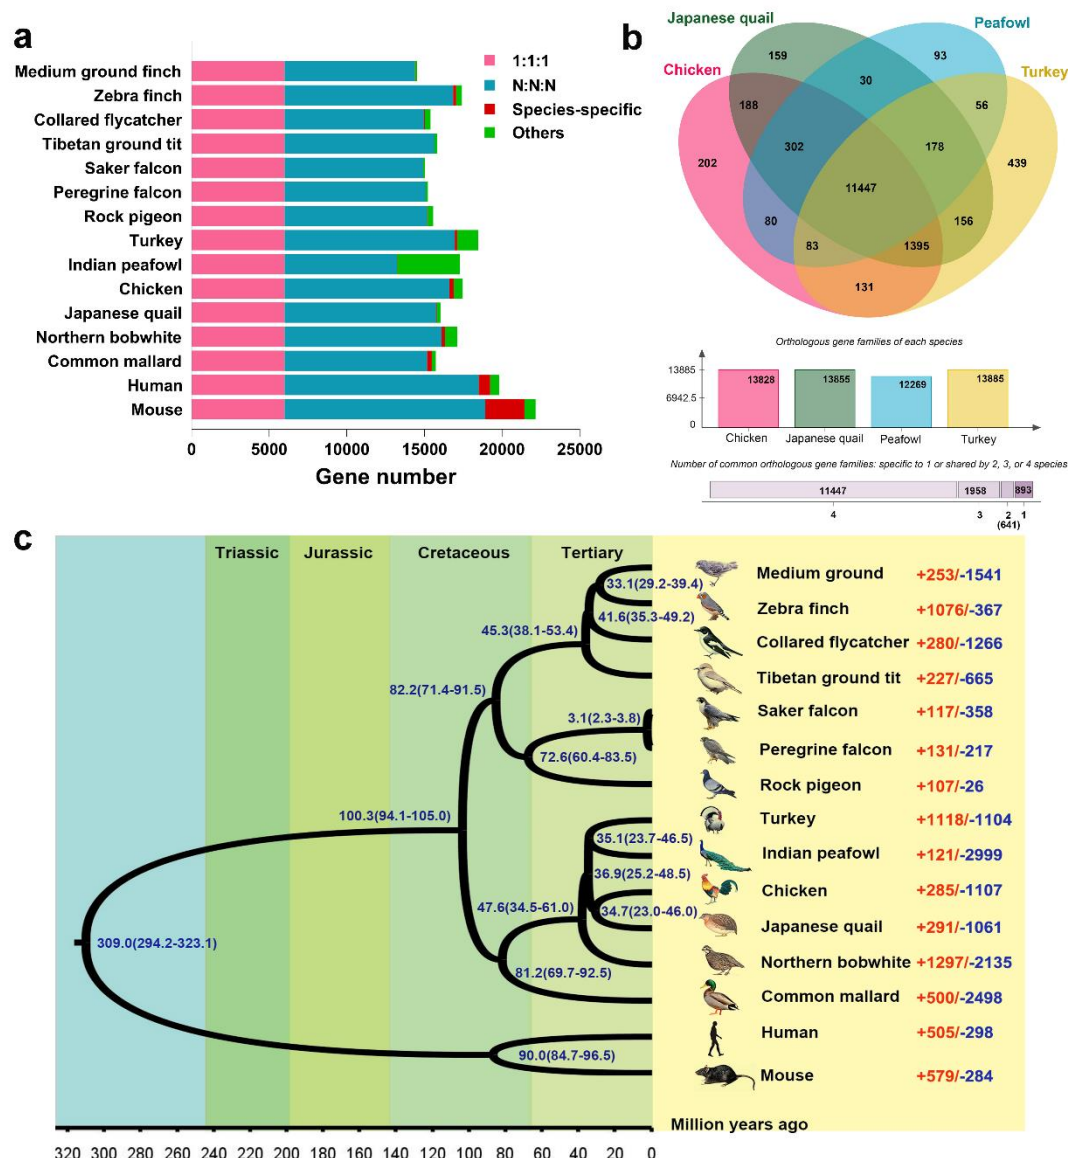 a
Medium ground finch
Zebra finch
Collared flycatcher
Tibetan ground tit
Saker falcon
Peregrine falcon
Rock pigeon
Turkey
Indian peafowl
Chicken
Japanese quail
Northern bobwhite
Common mallard
Human
Mouse
1:1:1
N:N:N
Species-specific
Others
0 5000 10000 15000 20000 25000
Gene number
b
Japanese quail
Peafowl
Chicken
Turkey
159
93
30
188
56
302
178
202
439
11447
80
156
83
1395
131
Orthologous gene families of each species
13885
6942.5
0
13828
13855
12269
13885
Chicken
Japanese quail
Peafowl
Turkey
Number of common orthologous gene families: specific to 1 or shared by 2, 3, or 4 species
11447 1958 893
4 3 2 1
(641)
c
Triassic Jurassic Cretaceous Tertiary
33.1(29.2-39.4)
41.6(35.3-49.2)
45.3(38.1-53.4)
82.2(71.4-91.5)
3.1(2.3-3.8)
72.6(60.4-83.5)
100.3(94.1-105.0)
35.1(23.7-46.5)
36.9(25.2-48.5)
47.6(34.5-61.0)
34.7(23.0-46.0)
309.0(294.2-323.1)
81.2(69.7-92.5)
90.0(84.7-96.5)
Medium ground +253/-1541
Zebra finch +1076/-367
Collared flycatcher +280/-1266
Tibetan ground tit +227/-665
Saker falcon +117/-358
Peregrine falcon +131/-217
Rock pigeon +107/-26
Turkey +1118/-1104
Indian peafowl +121/-2999
Chicken +285/-1107
Japanese quail +291/-1061
Northern bobwhite +1297/-2135
Common mallard +500/-2498
Human +505/-298
Mouse +579/-284
Million years ago
320 300 280 260 240 220 200 180 160 140 120 100 80 60 40 20 0